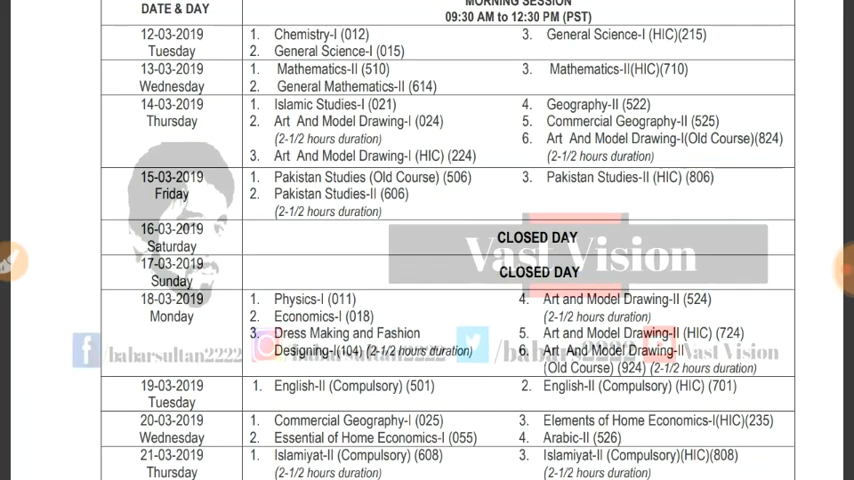 DATE & DAY
MORNING SESSION
09:30 AM to 12:30 PM (PST)
12-03-2019
Tuesday
1. Chemistry-I (012)
2. General Science-I (015)
3. General Science-I (HIC)(215)
13-03-2019
Wednesday
1. Mathematics-II (510)
2. General Mathematics-II (614)
3. Mathematics-II(HIC)(710)
14-03-2019
Thursday
1. Islamic Studies-I (021)
2. Art And Model Drawing-I (024)
(2-1/2 hours duration)
3. Art And Model Drawing-I (HIC) (224)
4. Geography-II (522)
5. Commercial Geography-II (525)
6. Art And Model Drawing-I(Old Course)(824)
(2-1/2 hours duration)
15-03-2019
Friday
1. Pakistan Studies (Old Course) (506)
2. Pakistan Studies-II (606)
(2-1/2 hours duration)
3. Pakistan Studies-II (HIC) (806)
16-03-2019
Saturday
CLOSED DAY
17-03-2019
Sunday
CLOSED DAY
Vast Vision
18-03-2019
Monday
1. Physics-I (011)
2. Economics-I (018)
3. Dress Making and Fashion
Designing-I(104) (2-1/2 hours duration)
4. Art and Model Drawing-II (524)
(2-1/2 hours duration)
5. Art and Model Drawing-II (HIC) (724)
6. Art And Model Drawing-II
(Old Course) (924) (2-1/2 hours duration)
/babarsultan2222
/babars2222
Vast Vision
19-03-2019
Tuesday
1. English-II (Compulsory) (501)
2. English-II (Compulsory) (HIC) (701)
20-03-2019
Wednesday
1. Commercial Geography-I (025)
2. Essential of Home Economics-I (055)
3. Elements of Home Economics-I(HIC)(235)
4. Arabic-II (526)
21-03-2019
Thursday
1. Islamiyat-II (Compulsory) (608)
(2-1/2 hours duration)
3. Islamiyat-II (Compulsory)(HIC)(808)
(2-1/2 hours duration)